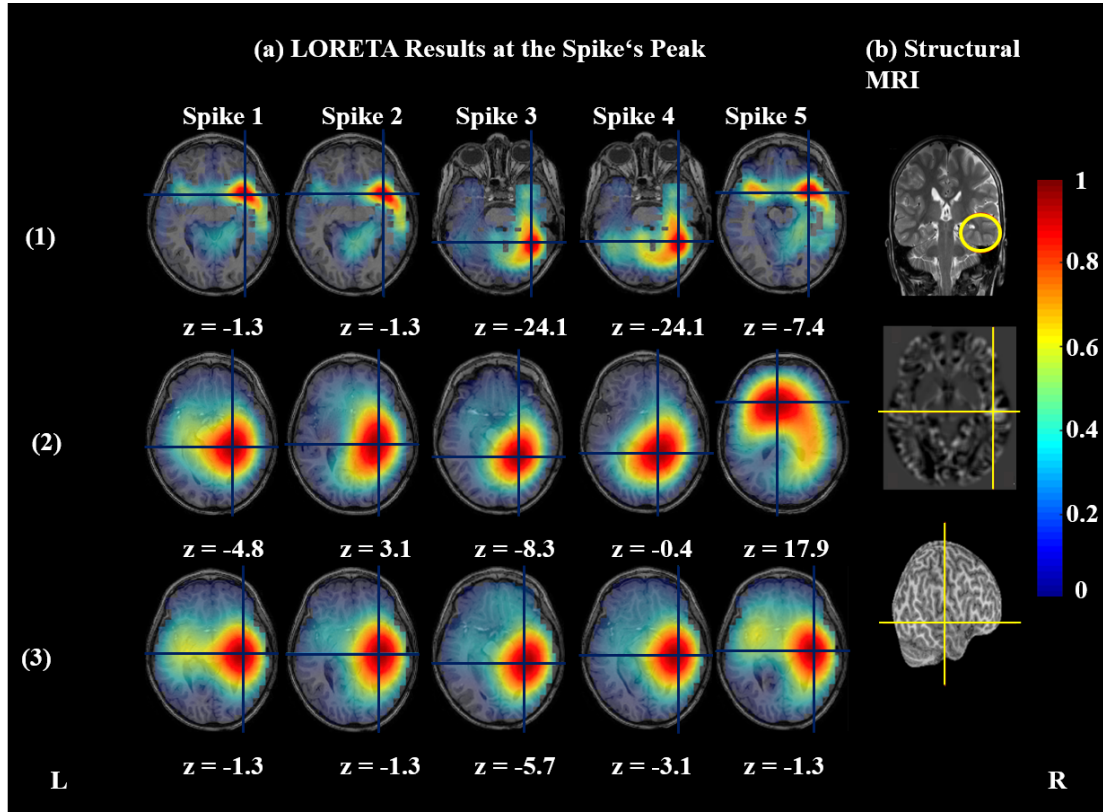 (a) LORETA Results at the Spike‘s Peak
(b) Structural
MRI
Spike 1 Spike 2 Spike 3 Spike 4 Spike 5
(1)
z = -1.3 z = -1.3 z = -24.1 z = -24.1 z = -7.4
(2)
z = -4.8 z = 3.1 z = -8.3 z = -0.4 z = 17.9
(3)
z = -1.3 z = -1.3 z = -5.7 z = -3.1 z = -1.3
1
0.8
0.6
0.4
0.2
0
L
R